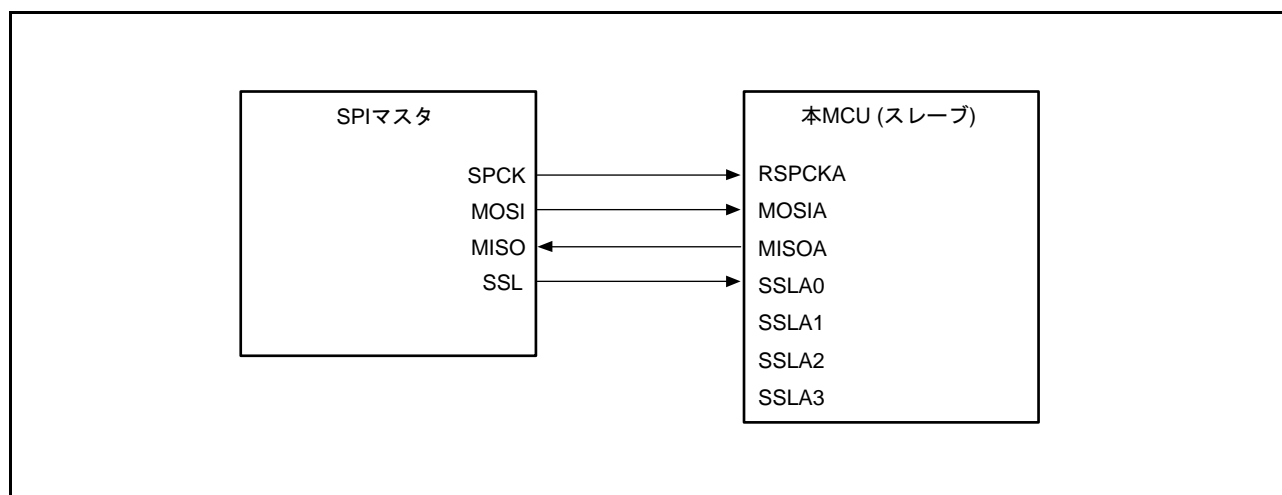 SPIマスタ
SPCK
MOSI
MISO
SSL
本MCU (スレーブ)
RSPCKA
MOSIA
MISOA
SSLA0
SSLA1
SSLA2
SSLA3